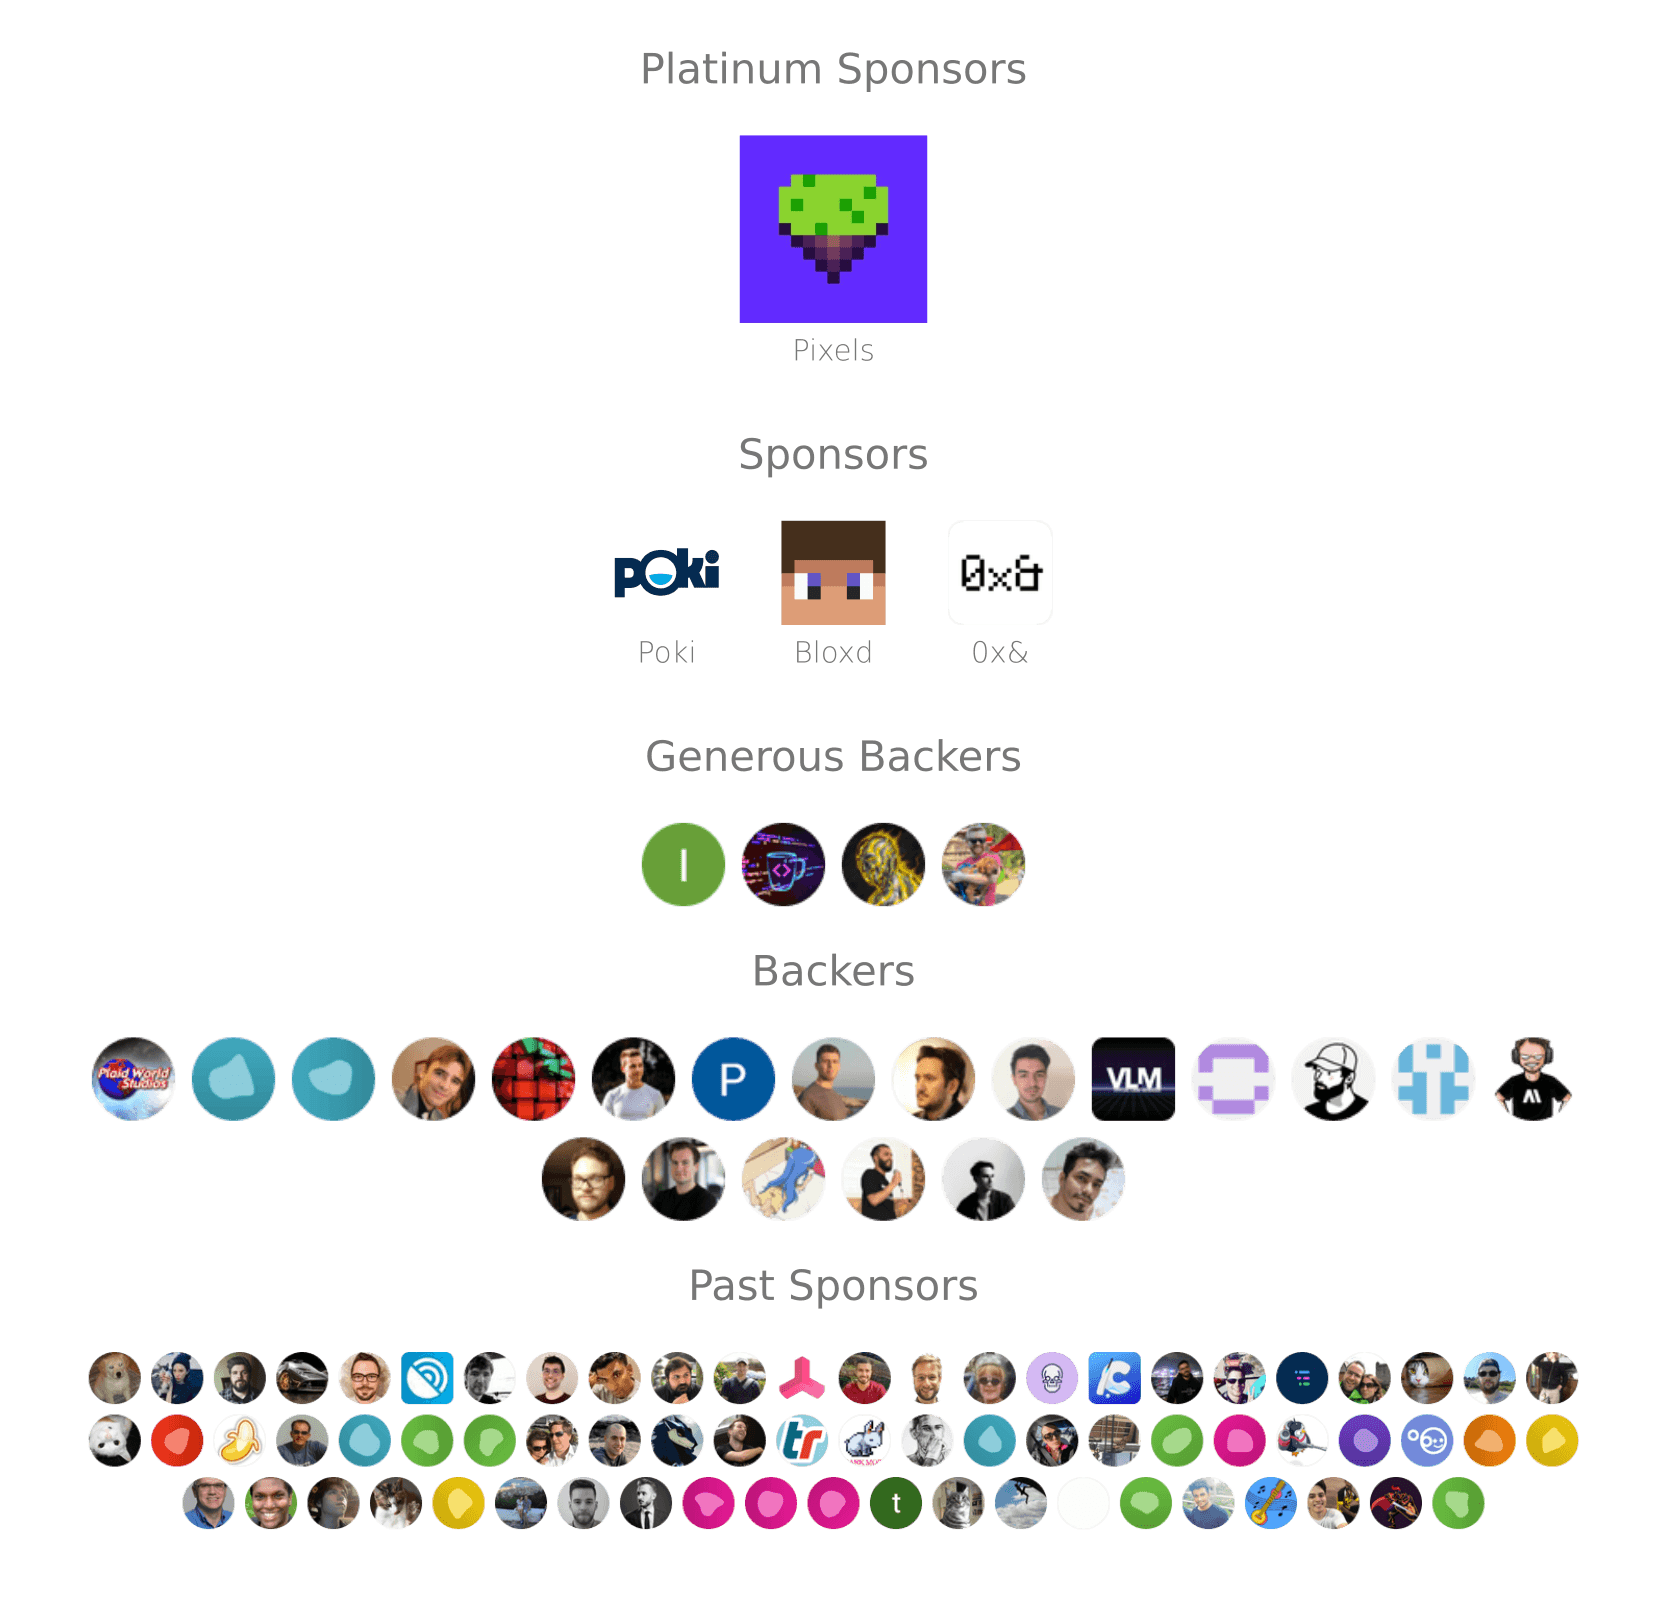 Platinum Sponsors
Pixels
Sponsors
poki
0x&
Poki
Bloxd
0x&
Generous Backers
I
Backers
Plaid World
Studios
P
VLM
Past Sponsors
C
tr
t